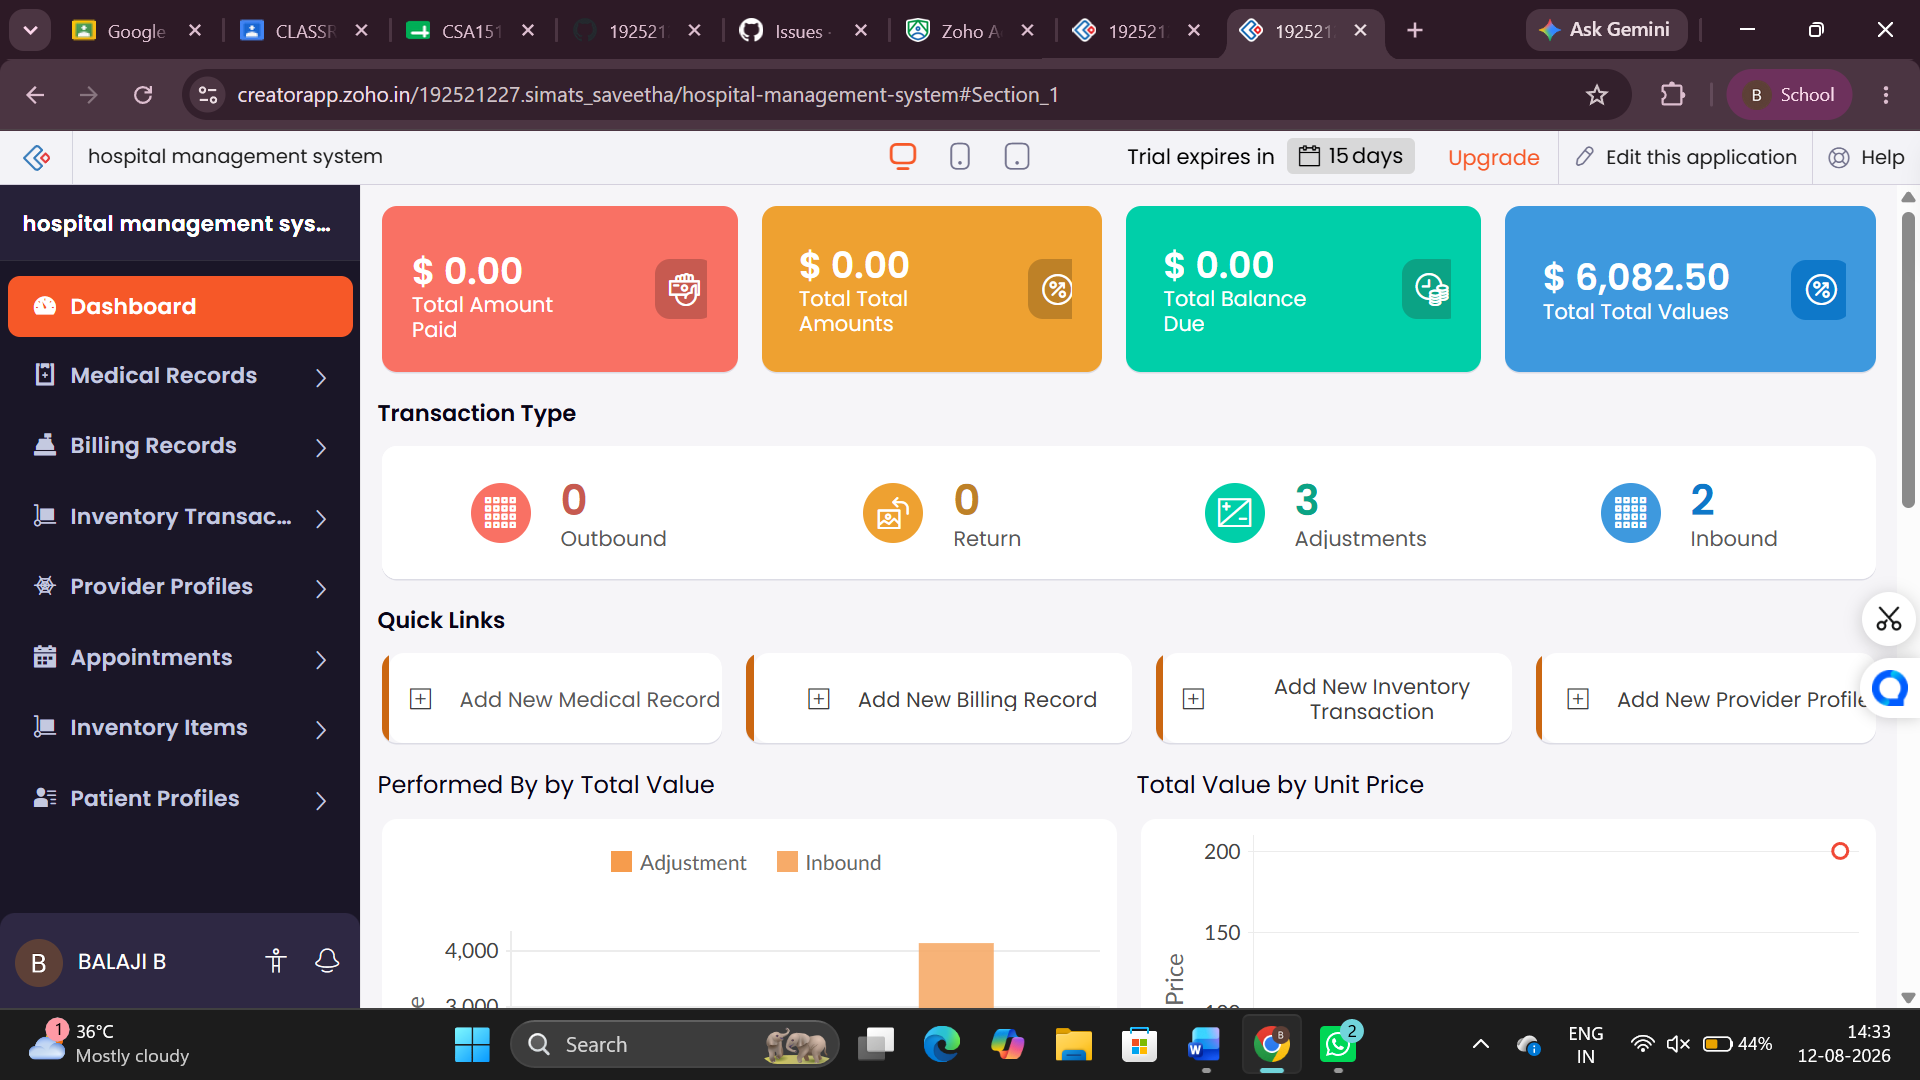 Google
CLASSR
CSA151
192521
Issues ·
Zoho A
192521
192521
Ask Gemini
creatorapp.zoho.in/192521227.simats_saveetha/hospital-management-system#Section_1
B School
hospital management system
Trial expires in 15 days
Upgrade
Edit this application
Help
hospital management sys...
Dashboard
Medical Records
Billing Records
Inventory Transac...
Provider Profiles
Appointments
Inventory Items
Patient Profiles
B BALAJI B
$ 0.00
Total Amount
Paid
$ 0.00
Total Total
Amounts
$ 0.00
Total Balance
Due
$ 6,082.50
Total Total Values
Transaction Type
0
Outbound
0
Return
3
Adjustments
2
Inbound
Quick Links
Add New Medical Record
Add New Billing Record
Add New Inventory
Transaction
Add New Provider Profile
Performed By by Total Value
Adjustment
Inbound
4,000
3,000
Total Value by Unit Price
200
150
Price
1
36°C
Mostly cloudy
Search
2
ENG
IN
44%
14:33
12-08-2026